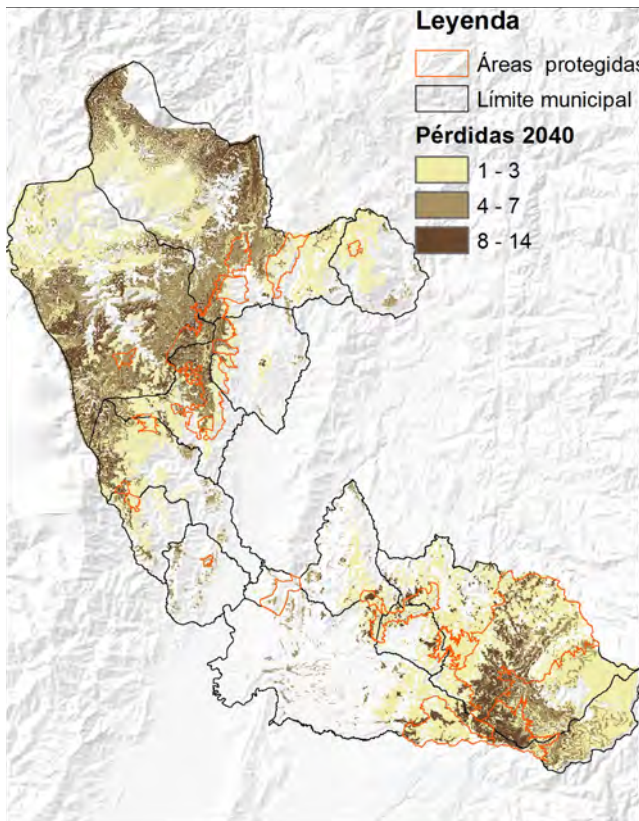 Leyenda
Áreas protegidas
Límite municipal
Pérdidas 2040
1 - 3
4 - 7
8 - 14